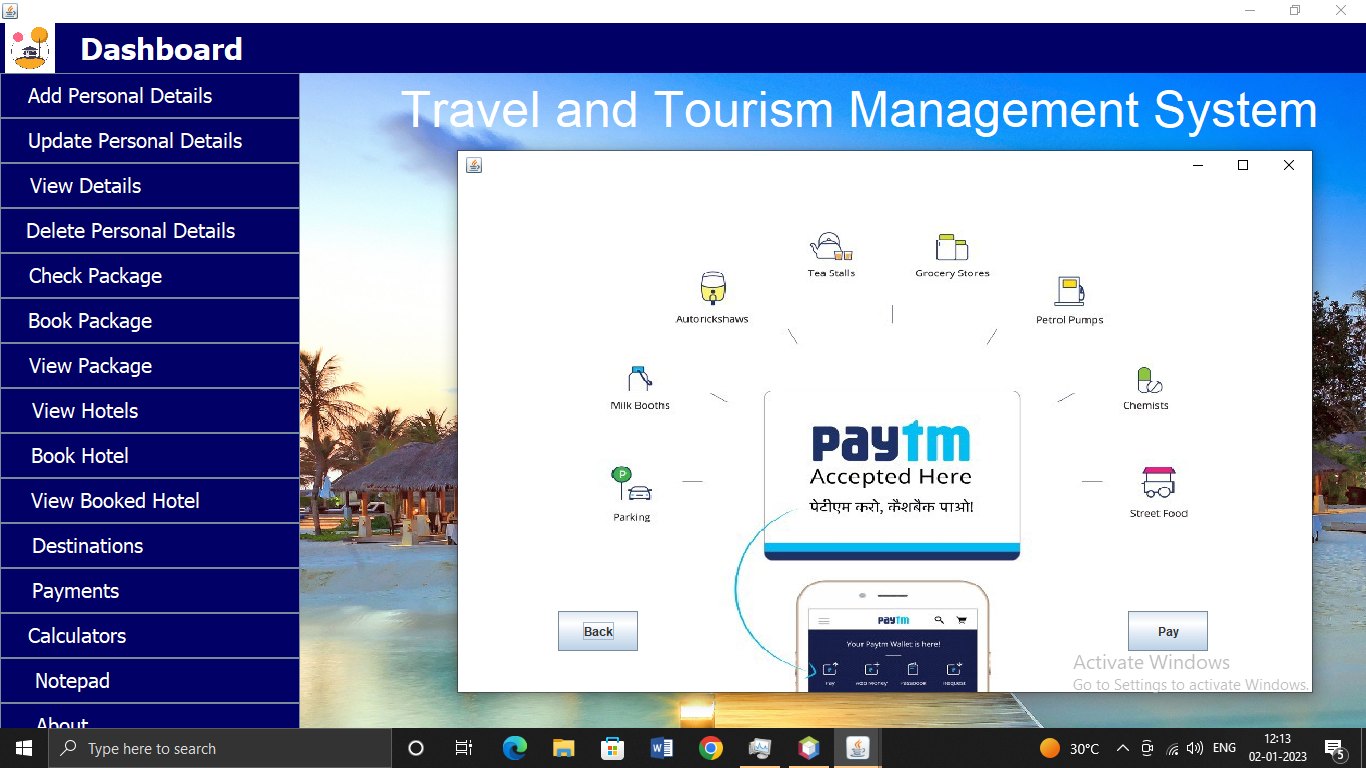 Dashboard
Add Personal Details
Update Personal Details
View Details
Delete Personal Details
Check Package
Book Package
View Package
View Hotels
Book Hotel
View Booked Hotel
Destinations
Payments
Calculators
Notepad
About
Travel and Tourism Management System
Tea Stalls
Grocery Stores
Autorickshaws
Petrol Pumps
Milk Booths
Chemists
P
Parking
Street Food
paytm
Accepted Here
पेटीएम करो, कैशबैक पाओ!
paytm
Your Paytm Wallet is here!
Pay
Add Money
Passbook
Request
Back
Pay
Activate Windows
Go to Settings to activate Windows.
Type here to search
30°C
ENG
12:13
02-01-2023
5